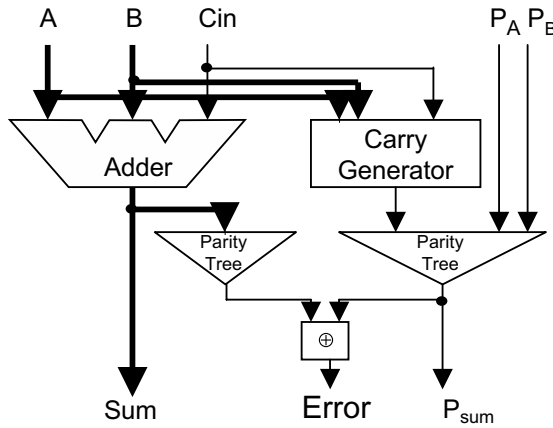 A B Cin P_A P_B
Adder
Carry
Generator
Parity
Tree
Parity
Tree
⊕
Sum Error P_sum